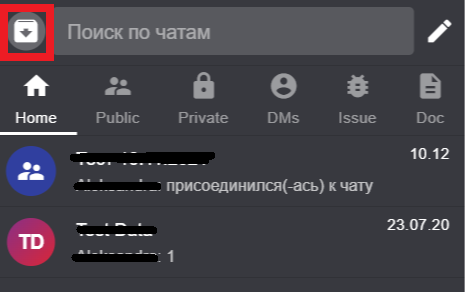 Поиск по чатам
Home Public Private DMs Issue Doc
10.12
присоединился(-ась) к чату
TD 23.07.20
: 1